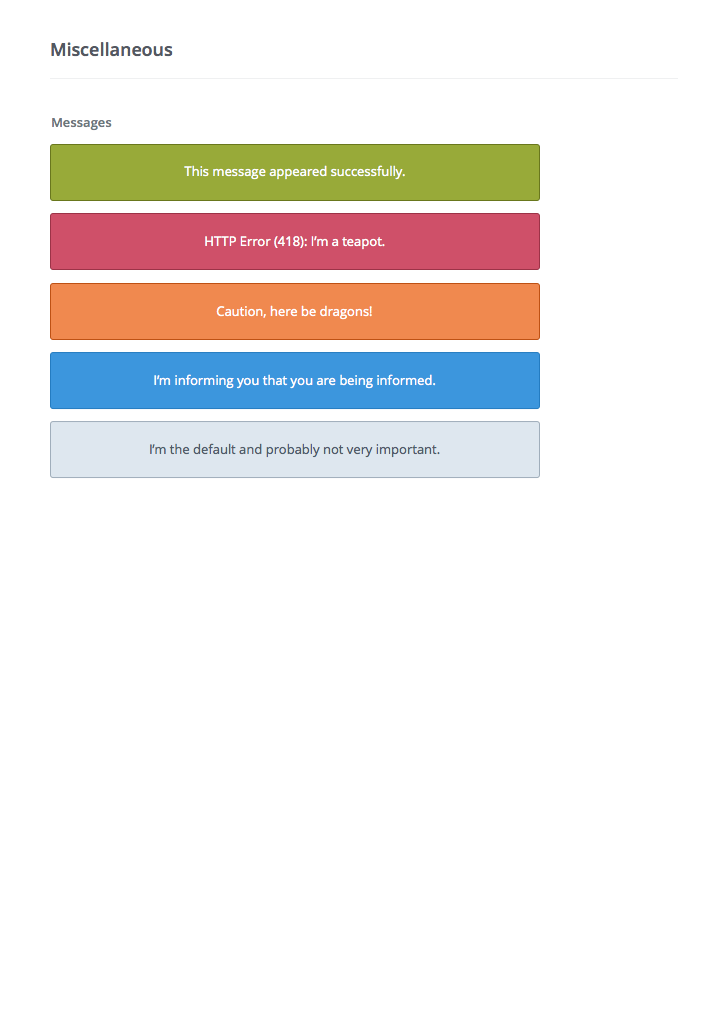 Miscellaneous
Messages
This message appeared successfully.
HTTP Error (418): I’m a teapot.
Caution, here be dragons!
I’m informing you that you are being informed.
I’m the default and probably not very important.